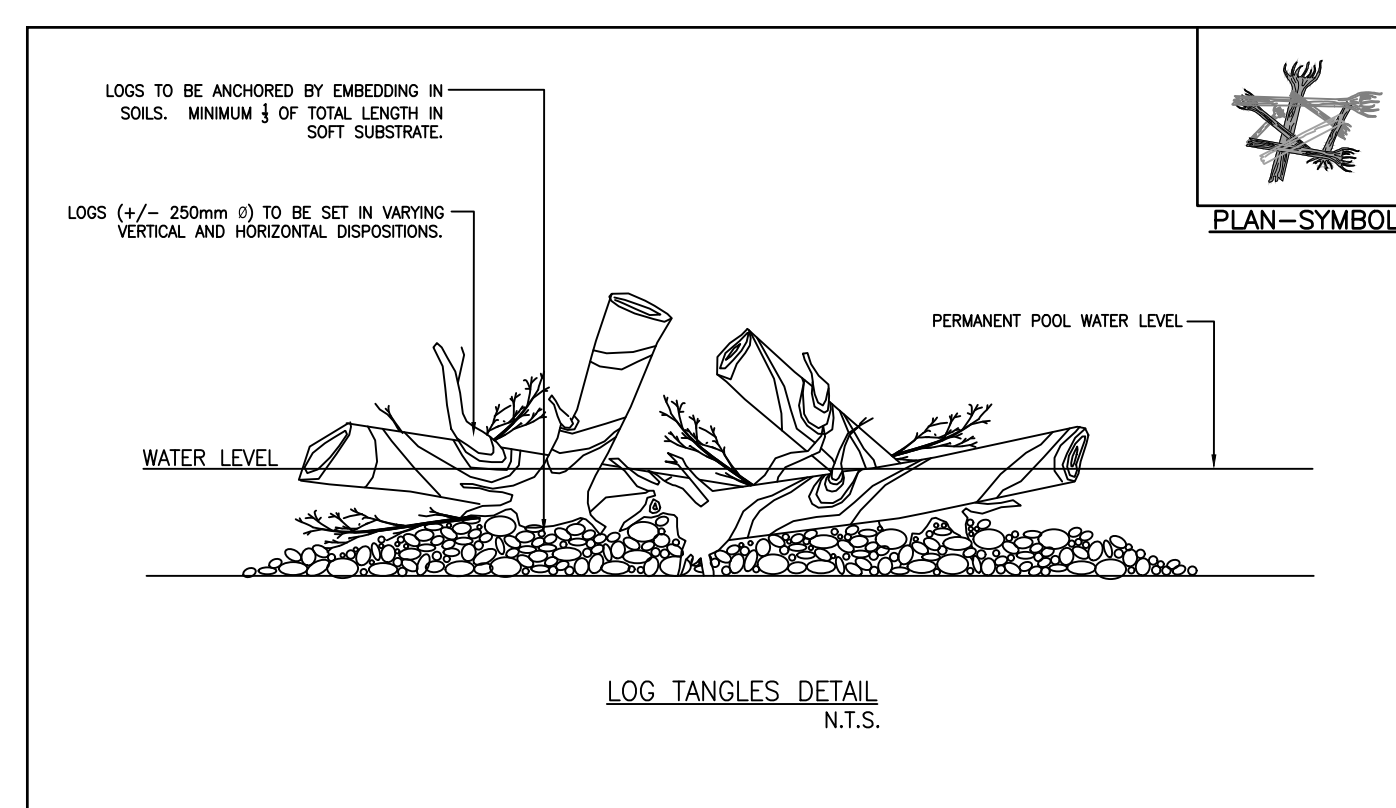 LOGS TO BE ANCHORED BY EMBEDDING IN
SOILS. MINIMUM 1/3 OF TOTAL LENGTH IN
SOFT SUBSTRATE.
LOGS (+/- 250mm Ø) TO BE SET IN VARYING
VERTICAL AND HORIZONTAL DISPOSITIONS.
PLAN-SYMBOL
PERMANENT POOL WATER LEVEL
WATER LEVEL
LOG TANGLES DETAIL
N.T.S.